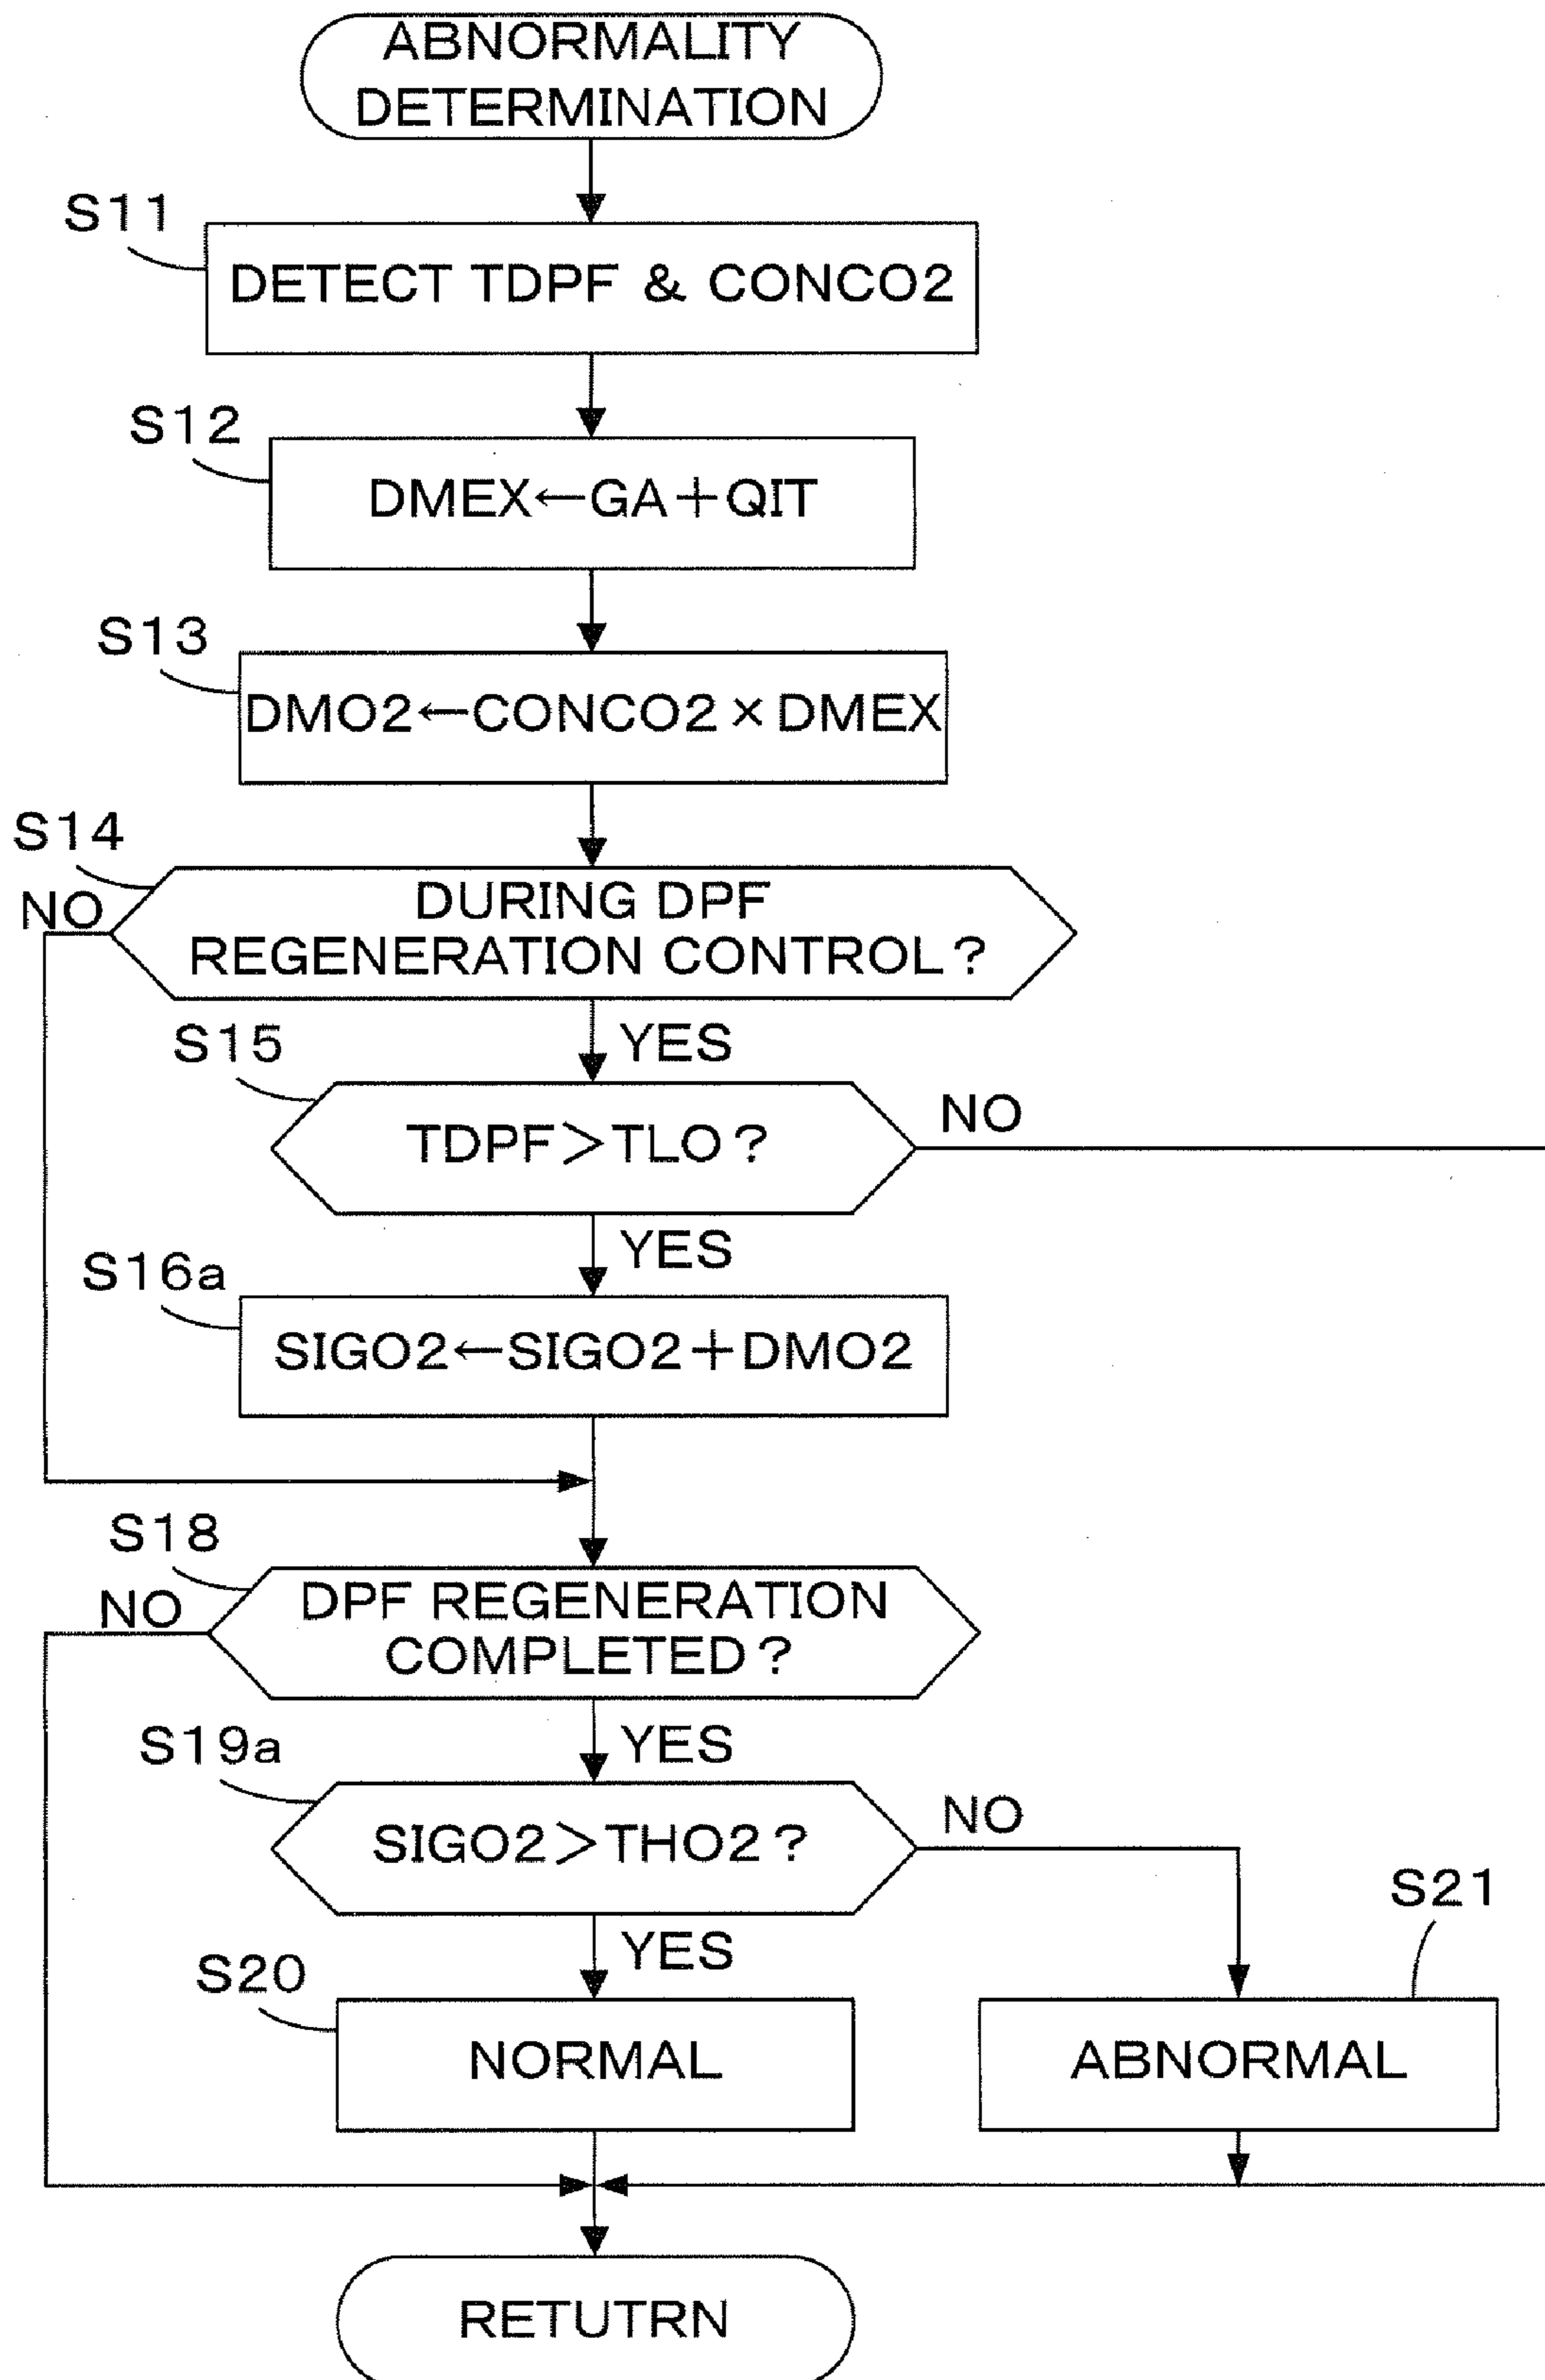 ABNORMALITY
DETERMINATION
S11
DETECT TDPF & CONCO2
S12
DMEX←GA+QIT
S13
DMO2←CONCO2×DMEX
S14
NO
DURING DPF
REGENERATION CONTROL?
YES
S15
NO
TDPF>TLO?
YES
S16a
SIGO2←SIGO2+DMO2
S18
NO
DPF REGENERATION
COMPLETED?
YES
S19a
NO
SIGO2>THO2?
S21
YES
S20
NORMAL
ABNORMAL
RETUTRN